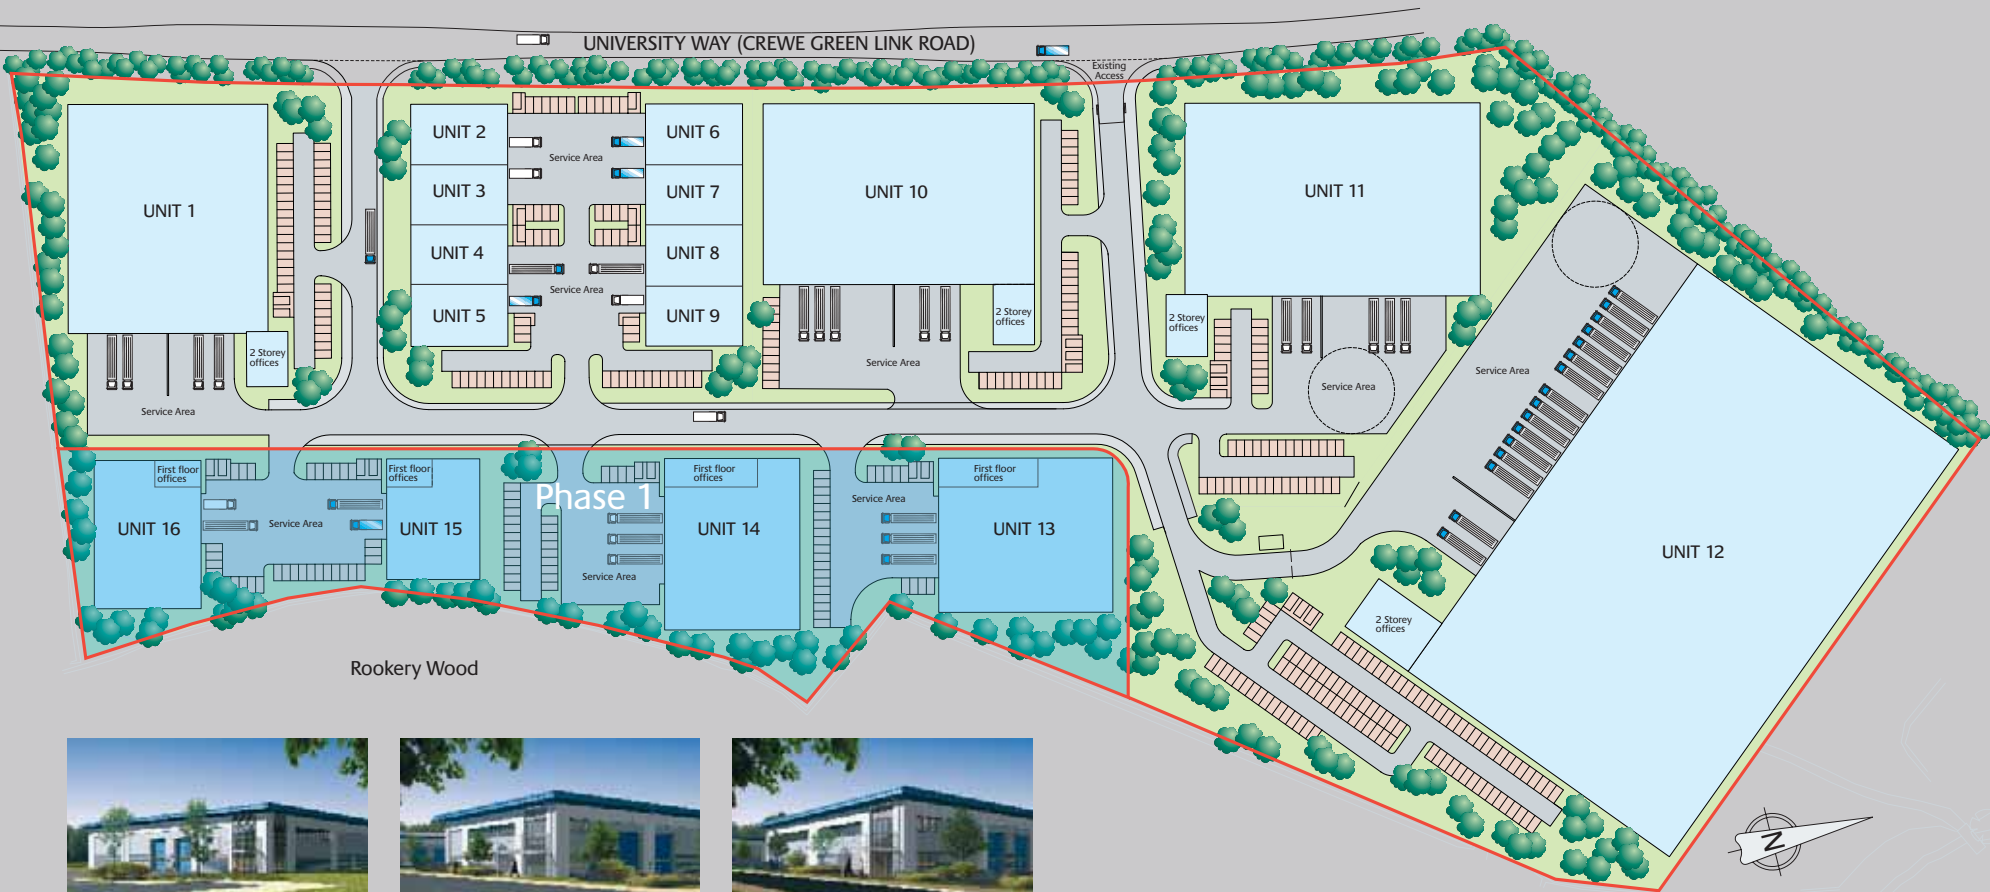 UNIVERSITY WAY (CREWE GREEN LINK ROAD)
Existing
Access
UNIT 1
UNIT 2
UNIT 3
UNIT 4
UNIT 5
Service Area
Service Area
UNIT 6
UNIT 7
UNIT 8
UNIT 9
UNIT 10
UNIT 11
2 Storey
offices
Service Area
2 Storey
offices
Service Area
2 Storey
offices
Service Area
Service Area
First floor
offices
UNIT 16
Service Area
First floor
offices
UNIT 15
Phase 1
Service Area
First floor
offices
UNIT 14
Service Area
First floor
offices
UNIT 13
UNIT 12
2 Storey
offices
Rookery Wood
N